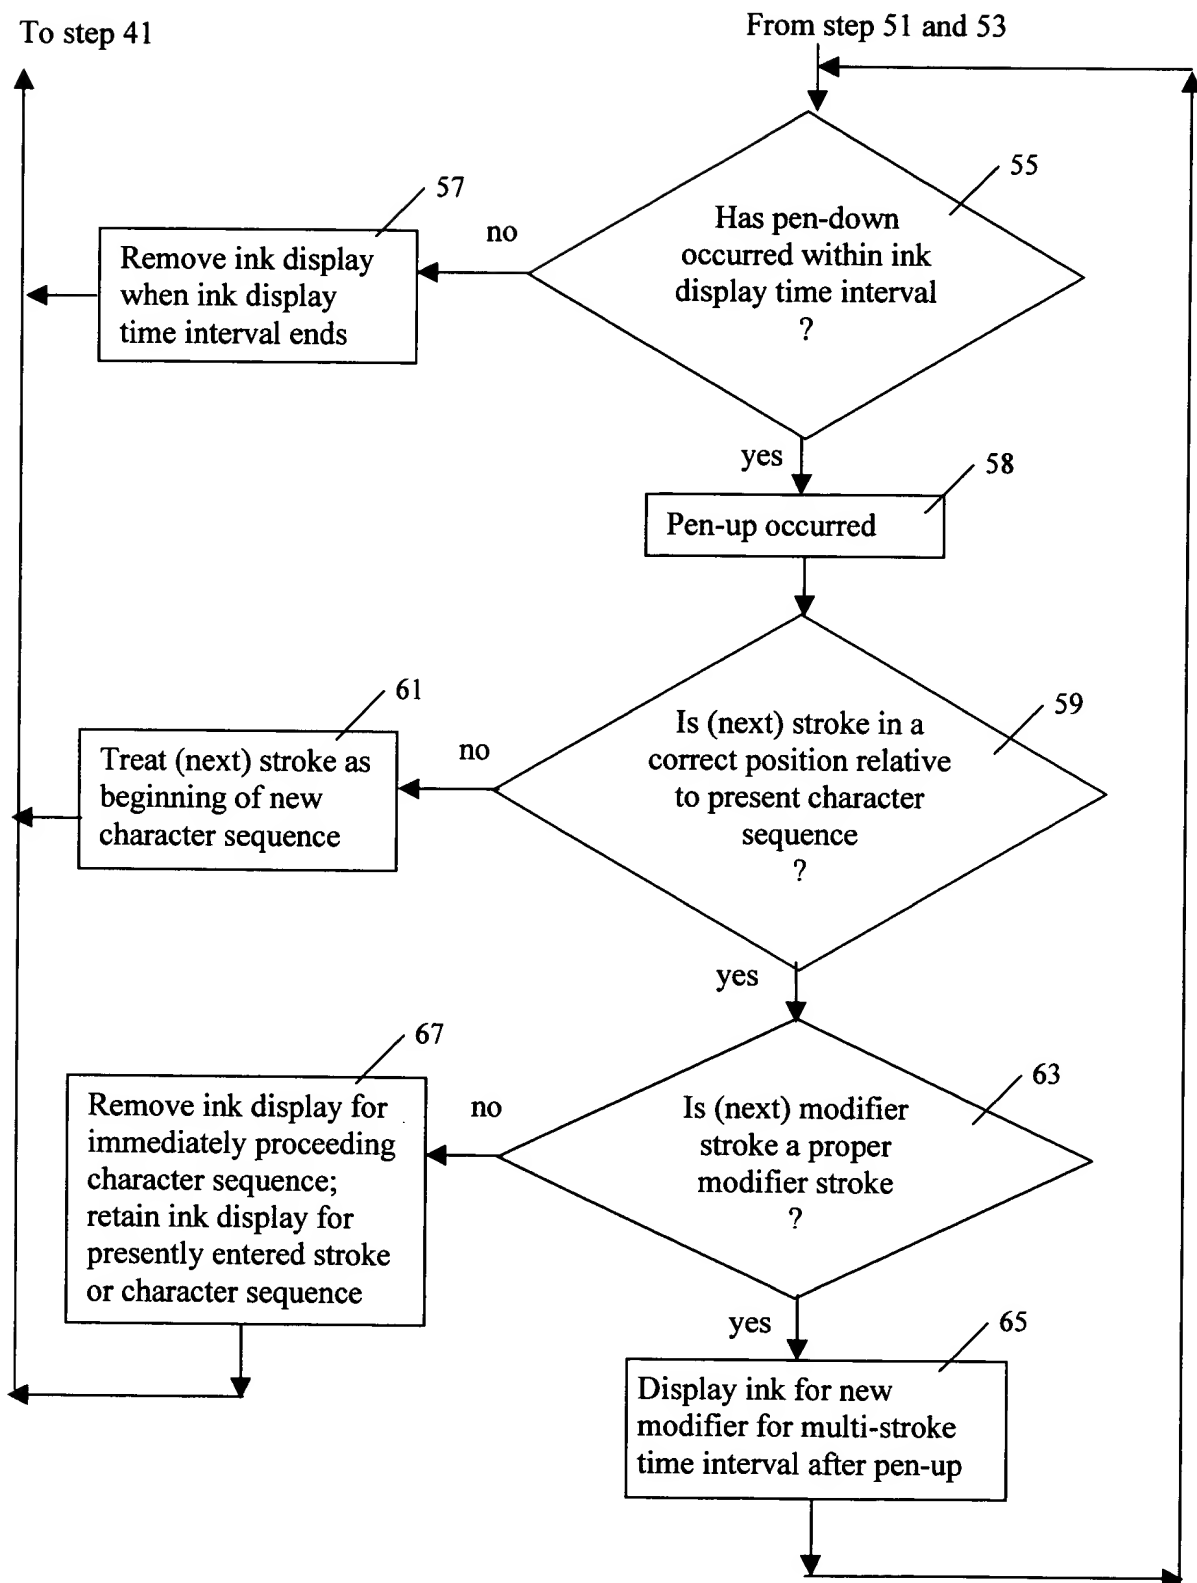 To step 41
From step 51 and 53
55
Has pen-down
occurred within ink
display time interval
?
57
no
Remove ink display
when ink display
time interval ends
yes
58
Pen-up occurred
59
Is (next) stroke in a
correct position relative
to present character
sequence
?
61
no
Treat (next) stroke as
beginning of new
character sequence
yes
63
Is (next) modifier
stroke a proper
modifier stroke
?
67
no
Remove ink display for
immediately proceeding
character sequence;
retain ink display for
presently entered stroke
or character sequence
yes
65
Display ink for new
modifier for multi-stroke
time interval after pen-up